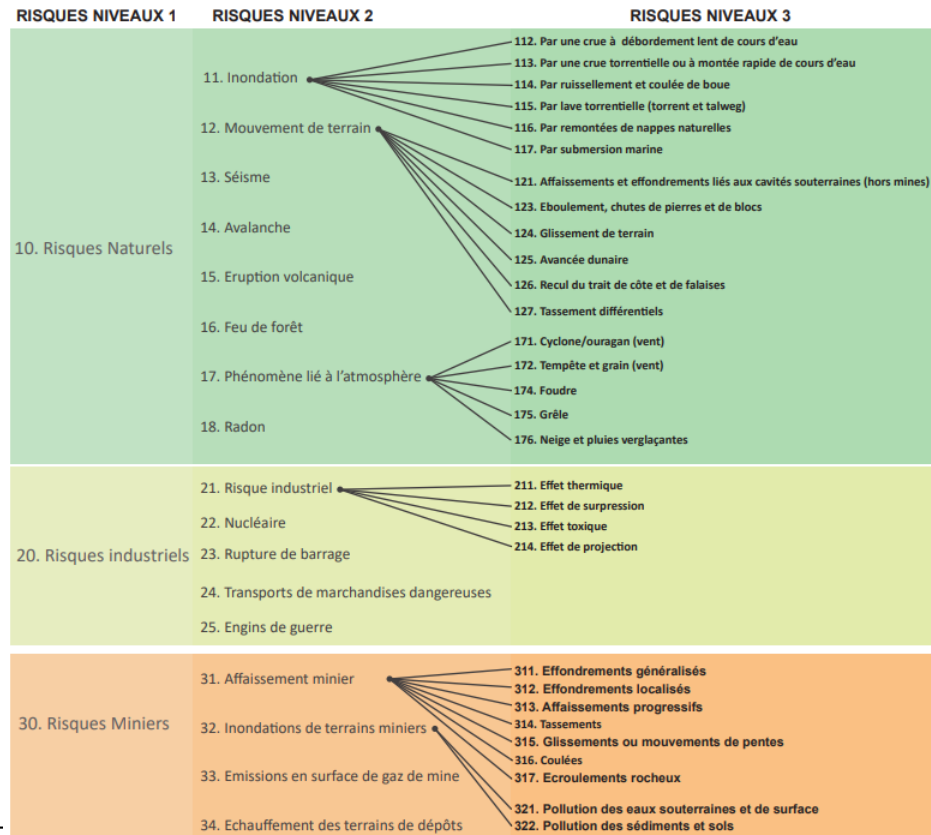 RISQUES NIVEAUX 1
RISQUES NIVEAUX 2
RISQUES NIVEAUX 3
10. Risques Naturels
11. Inondation
112. Par une crue à débordement lent de cours d'eau
113. Par une crue torrentielle ou à montée rapide de cours d'eau
114. Par ruissellement et coulée de boue
115. Par lave torrentielle (torrent et talweg)
116. Par remontées de nappes naturelles
117. Par submersion marine
12. Mouvement de terrain
121. Affaissements et effondrements liés aux cavités souterraines (hors mines)
123. Eboulement, chutes de pierres et de blocs
124. Glissement de terrain
125. Avancée dunaire
126. Recul du trait de côte et de falaises
127. Tassement différentiels
13. Séisme
14. Avalanche
15. Eruption volcanique
16. Feu de forêt
17. Phénomène lié à l'atmosphère
171. Cyclone/ouragan (vent)
172. Tempête et grain (vent)
174. Foudre
175. Grêle
176. Neige et pluies verglaçantes
18. Radon
20. Risques industriels
21. Risque industriel
211. Effet thermique
212. Effet de surpression
213. Effet toxique
214. Effet de projection
22. Nucléaire
23. Rupture de barrage
24. Transports de marchandises dangereuses
25. Engins de guerre
30. Risques Miniers
31. Affaissement minier
311. Effondrements généralisés
312. Effondrements localisés
313. Affaissements progressifs
314. Tassements
315. Glissements ou mouvements de pentes
316. Coulées
317. Ecroulements rocheux
32. Inondations de terrains miniers
321. Pollution des eaux souterraines et de surface
322. Pollution des sédiments et sols
33. Emissions en surface de gaz de mine
34. Echauffement des terrains de dépôts